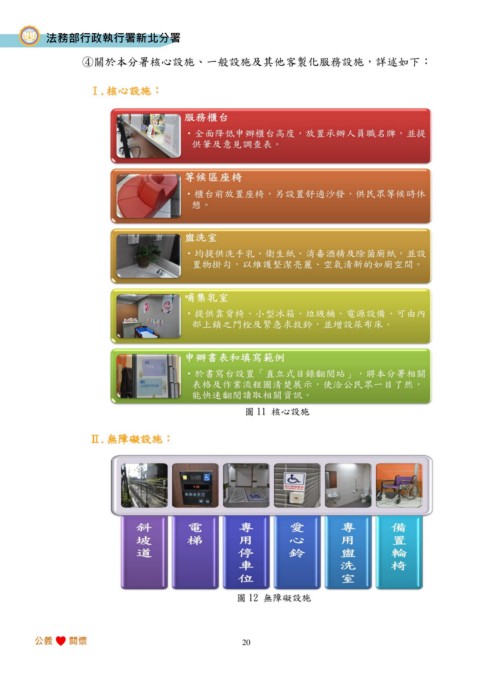 法務部行政執行署新北分署
④關於本分署核心設施、一般設施及其他客製化服務設施，詳述如下：
Ⅰ.核心設施：
服務櫃台
・全面降低申辦櫃台高度，放置承辦人員職名牌，並提
供筆及意見調查表。
等候區座椅
・櫃台前放置座椅，另設置舒適沙發，供民眾等候時休
憩。
盥洗室
・均提供洗手乳、衛生紙、消毒酒精及除菌廁紙，並設
置物掛勾，以維護整潔亮麗、空氣清新的如廁空間。
哺集乳室
・提供靠背椅、小型冰箱、垃圾桶、電源設備、可由內
部上鎖之門栓及緊急求救鈴，並增設尿布床。
申辦書表和填寫範例
・於書寫台設置「直立式目錄翻閱站」，將本分署相關
表格及作業流程圖清楚展示，使洽公民眾一目了然，
能快速翻閱讀取相關資訊。
圖 11 核心設施
Ⅱ.無障礙設施：
斜坡道
電梯
專用停車位
愛心鈴
專用盥洗室
備置輪椅
圖 12 無障礙設施
公義 關懷
20